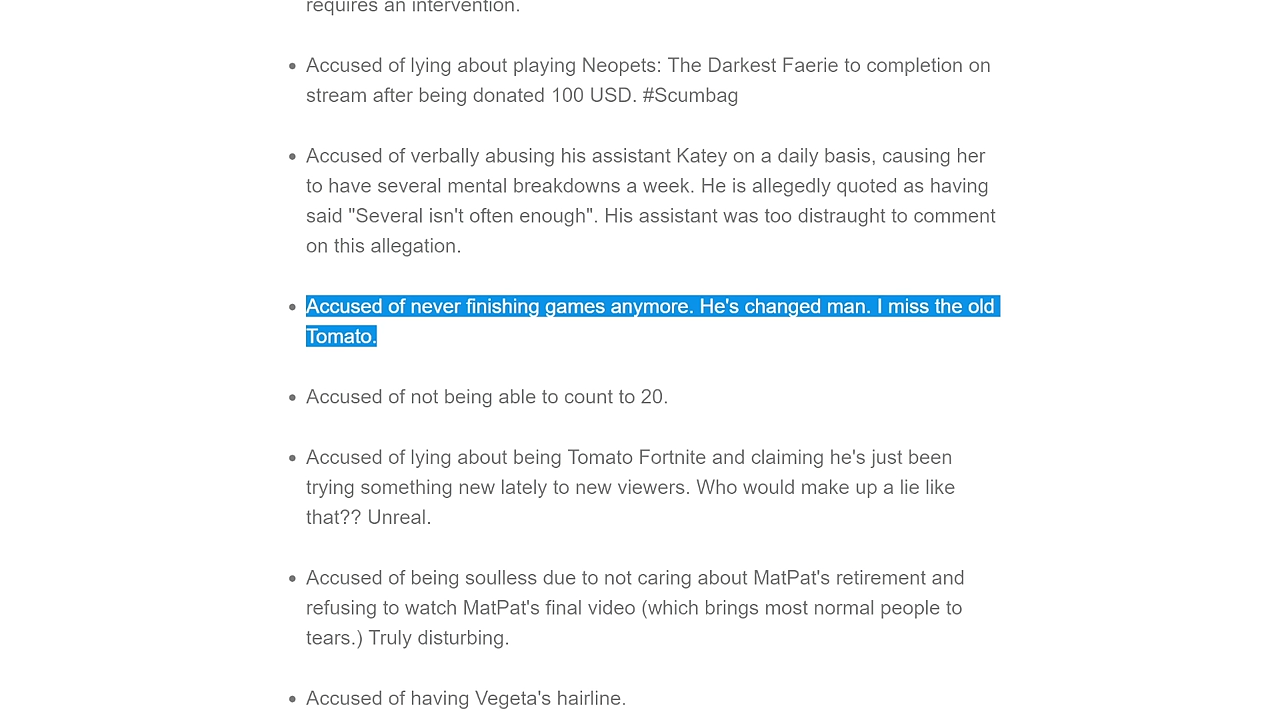 requires an intervention.
Accused of lying about playing Neopets: The Darkest Faerie to completion on
stream after being donated 100 USD. #Scumbag
Accused of verbally abusing his assistant Katey on a daily basis, causing her
to have several mental breakdowns a week. He is allegedly quoted as having
said "Several isn't often enough". His assistant was too distraught to comment
on this allegation.
Accused of never finishing games anymore. He's changed man. I miss the old
Tomato.
Accused of not being able to count to 20.
Accused of lying about being Tomato Fortnite and claiming he's just been
trying something new lately to new viewers. Who would make up a lie like
that?? Unreal.
Accused of being soulless due to not caring about MatPat's retirement and
refusing to watch MatPat's final video (which brings most normal people to
tears.) Truly disturbing.
Accused of having Vegeta's hairline.